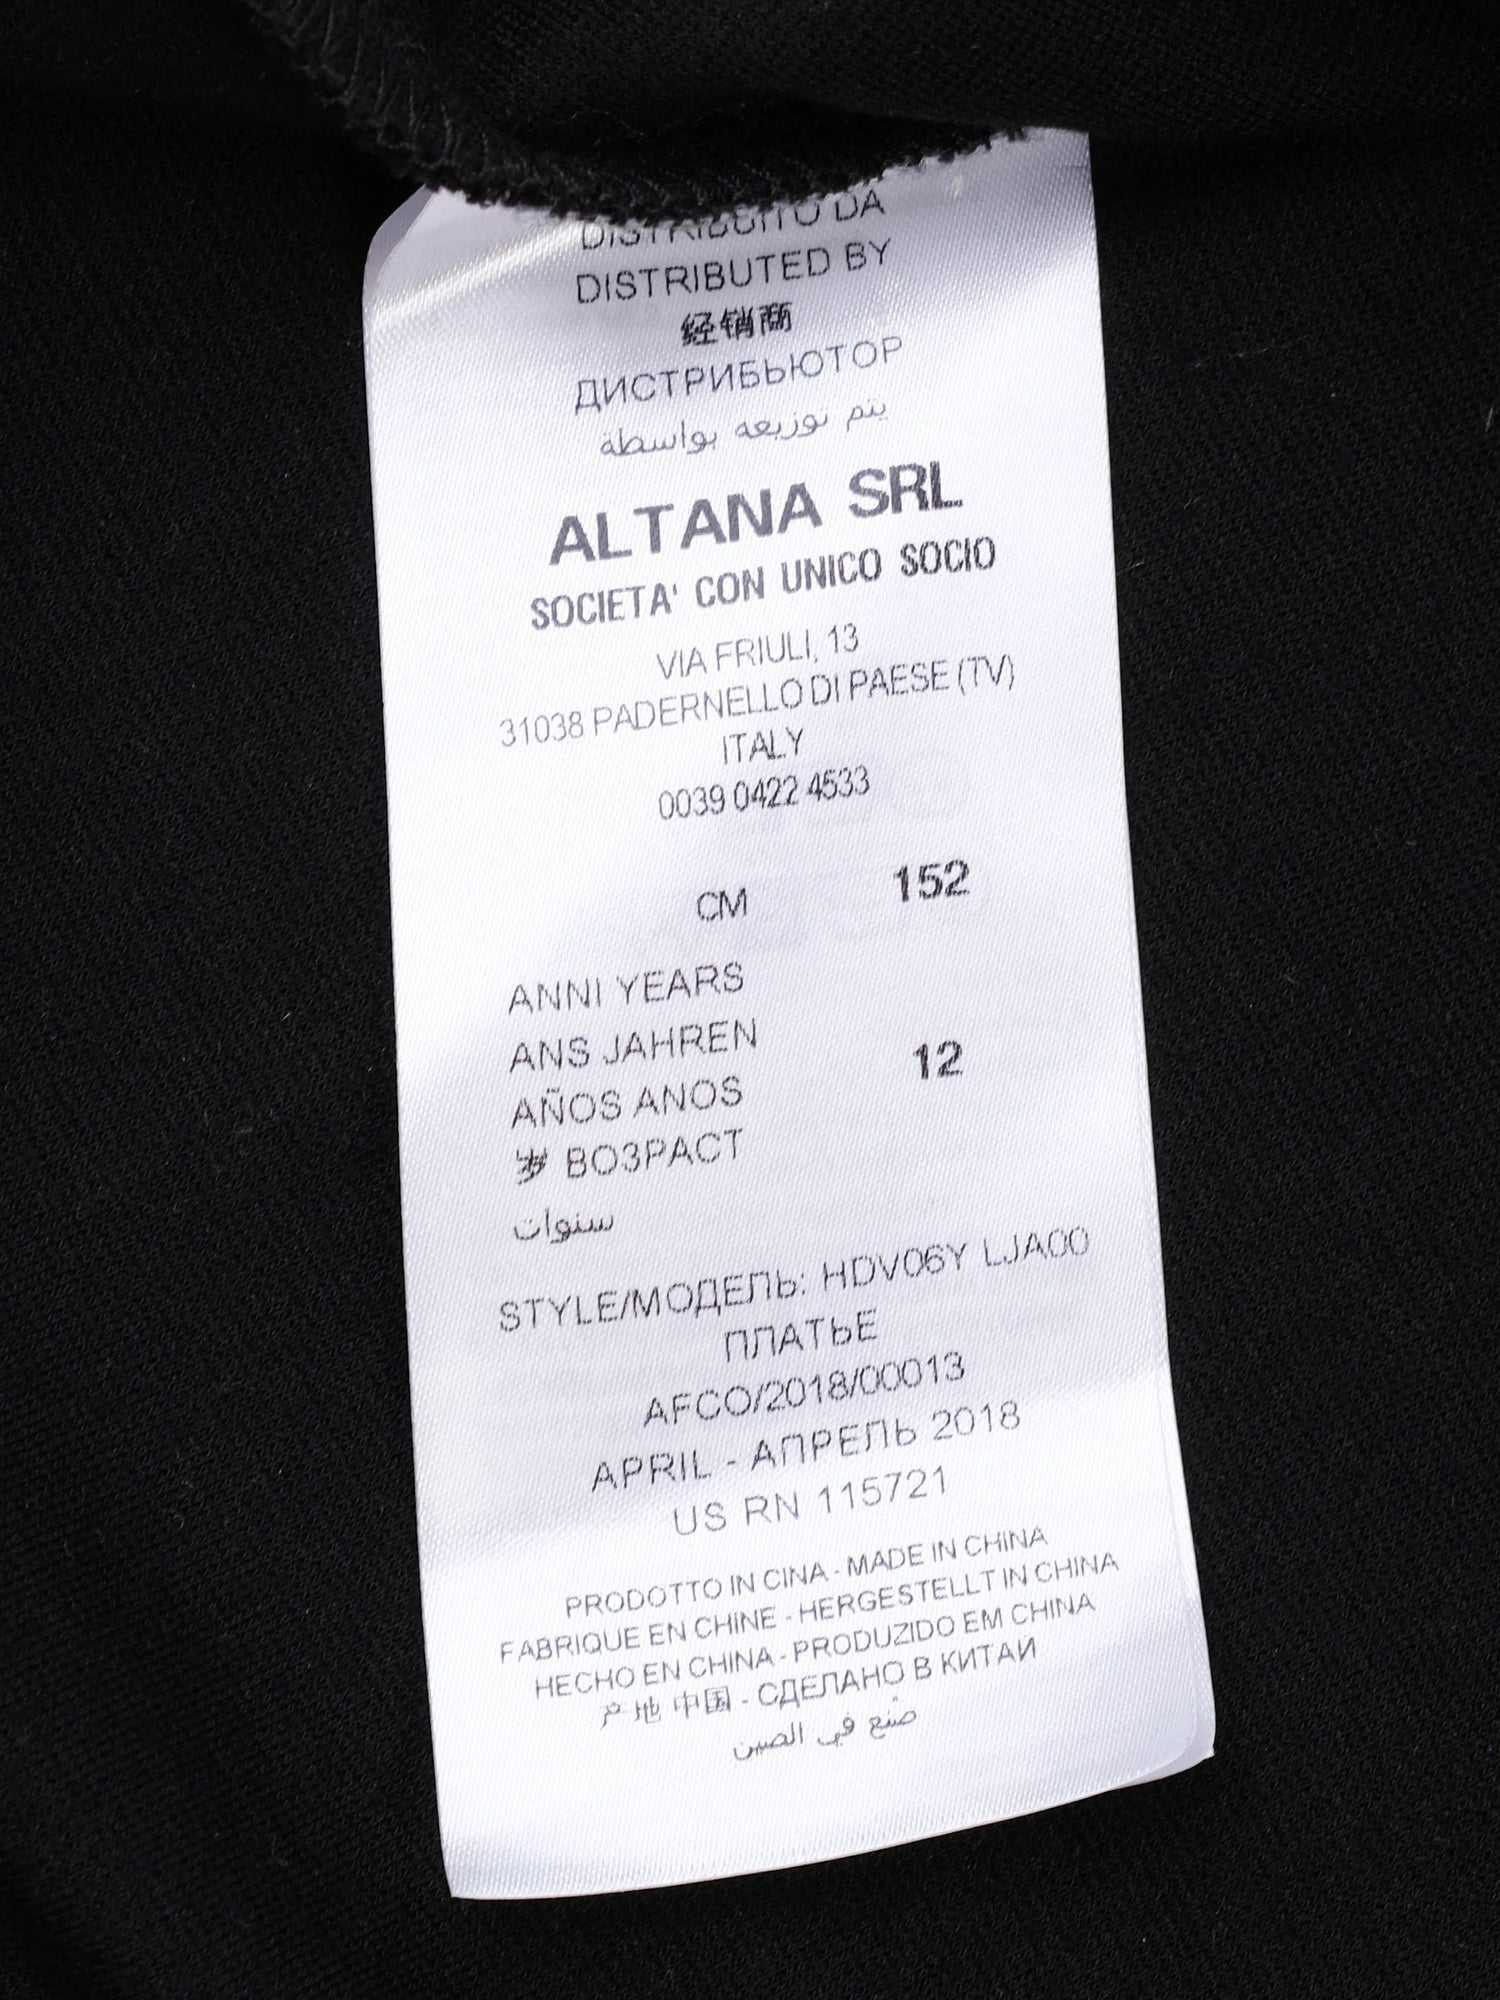 DISTRIBUITO DA
DISTRIBUTED BY
经销商
ДИСТРИБЬЮТОР
يتم توزيعه بواسطة
ALTANA SRL
SOCIETA' CON UNICO SOCIO
VIA FRIULI, 13
31038 PADERNELLO DI PAESE (TV)
ITALY
0039 0422 4533
CM 152
ANNI YEARS
ANS JAHREN
AÑOS ANOS
岁 ВОЗРАСТ
سنوات
12
STYLE/МОДЕЛЬ: HDV06Y LJA00
ПЛАТЬЕ
AFCO/2018/00013
APRIL - АПРЕЛЬ 2018
US RN 115721
PRODOTTO IN CINA - MADE IN CHINA
FABRIQUE EN CHINE - HERGESTELLT IN CHINA
HECHO EN CHINA - PRODUZIDO EM CHINA
产地 中国 - СДЕЛАНО В КИТАИ
صُنع في الصين